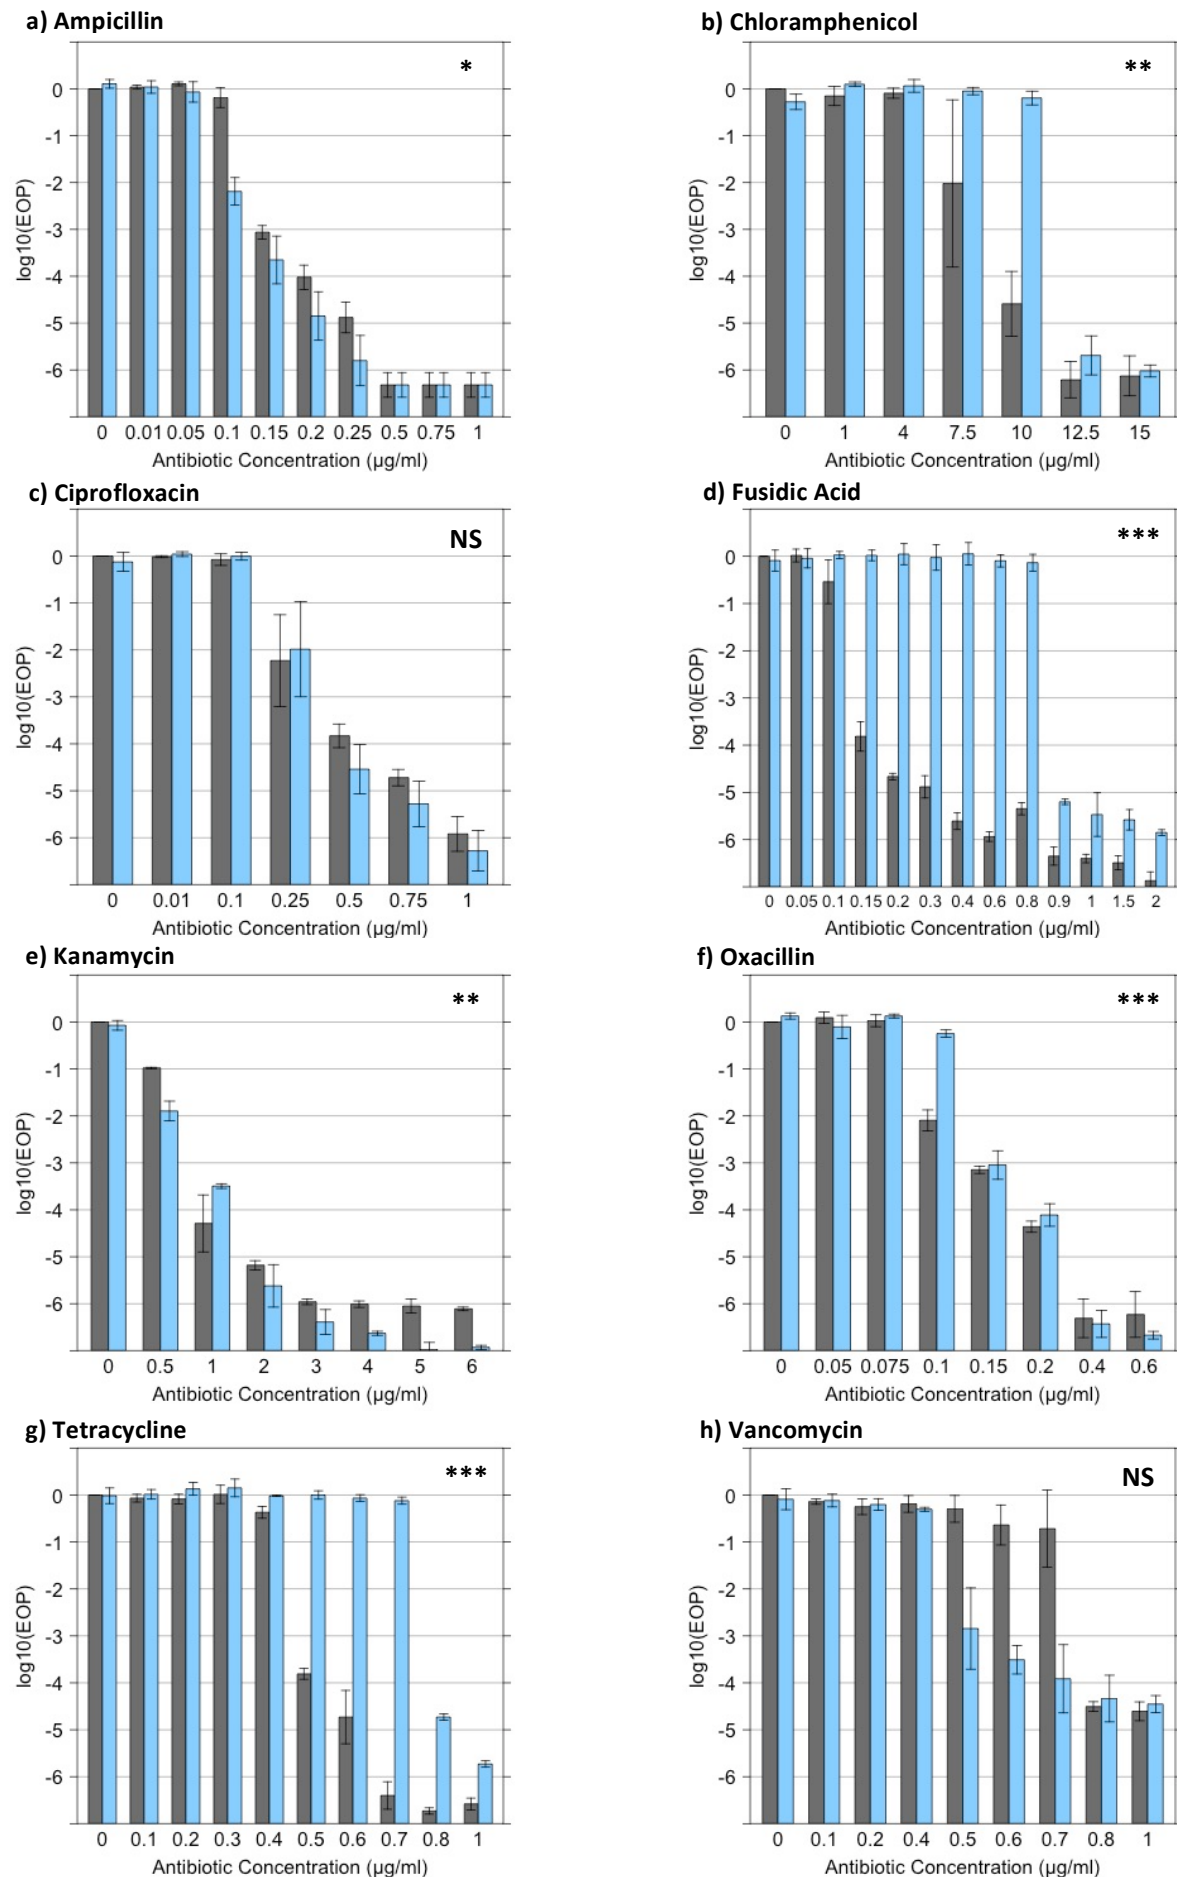 a) Ampicillin
*
log10(EOP)
0
-1
-2
-3
-4
-5
-6
0 0.01 0.05 0.1 0.15 0.2 0.25 0.5 0.75 1
Antibiotic Concentration (µg/ml)
b) Chloramphenicol
**
log10(EOP)
0
-1
-2
-3
-4
-5
-6
0 1 4 7.5 10 12.5 15
Antibiotic Concentration (µg/ml)
c) Ciprofloxacin
NS
log10(EOP)
0
-1
-2
-3
-4
-5
-6
0 0.01 0.1 0.25 0.5 0.75 1
Antibiotic Concentration (µg/ml)
d) Fusidic Acid
***
log10(EOP)
0
-1
-2
-3
-4
-5
-6
0 0.05 0.1 0.15 0.2 0.3 0.4 0.6 0.8 0.9 1 1.5 2
Antibiotic Concentration (µg/ml)
e) Kanamycin
**
log10(EOP)
0
-1
-2
-3
-4
-5
-6
0 0.5 1 2 3 4 5 6
Antibiotic Concentration (µg/ml)
f) Oxacillin
***
log10(EOP)
0
-1
-2
-3
-4
-5
-6
0 0.05 0.075 0.1 0.15 0.2 0.4 0.6
Antibiotic Concentration (µg/ml)
g) Tetracycline
***
log10(EOP)
0
-1
-2
-3
-4
-5
-6
0 0.1 0.2 0.3 0.4 0.5 0.6 0.7 0.8 1
Antibiotic Concentration (µg/ml)
h) Vancomycin
NS
log10(EOP)
0
-1
-2
-3
-4
-5
-6
0 0.1 0.2 0.4 0.5 0.6 0.7 0.8 1
Antibiotic Concentration (µg/ml)